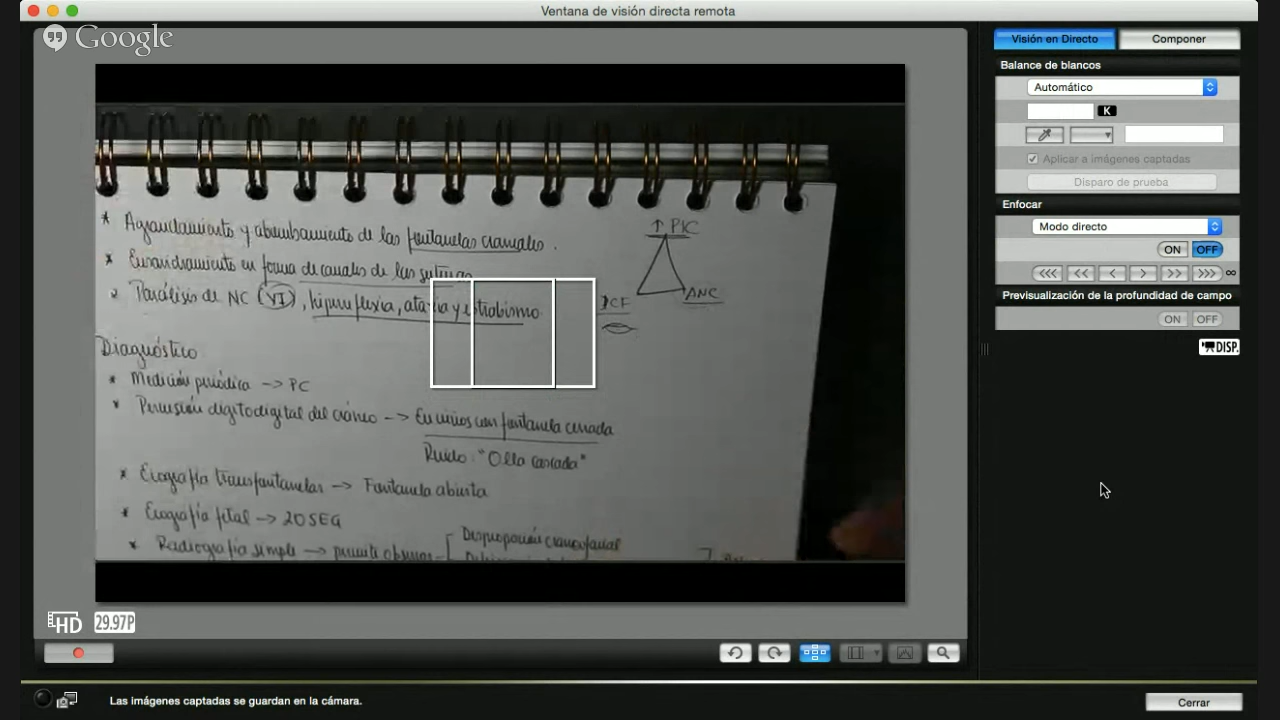 Ventana de visión directa remota
Google
Visión en Directo
Componer
Balance de blancos
Automático
K
Aplicar a imágenes captadas
Disparo de prueba
Enfocar
Modo directo
ON OFF
<<< << < > >> >>> ∞
Previsualización de la profundidad de campo
ON OFF
DISP.
* Agrandamiento y abombamiento de las fontanelas craneales.
* Ensanchamiento en forma de canales de las suturas
* Parálisis de NC (VI), hiperreflexia, ataxia y estrabismo
↑ PIC
ANC
Diagnóstico
* Medición periódica -> PC
* Percusión digitodigital del cráneo -> En niños con fontanela cerrada
Ruido: "Olla cascada"
* Ecografía transfontanelar -> Fontanela abierta
* Ecografía fetal -> 20SEG
* Radiografía simple -> permite observar
Desproporción craneofacial
HD
29.97P
Las imágenes captadas se guardan en la cámara.
Cerrar